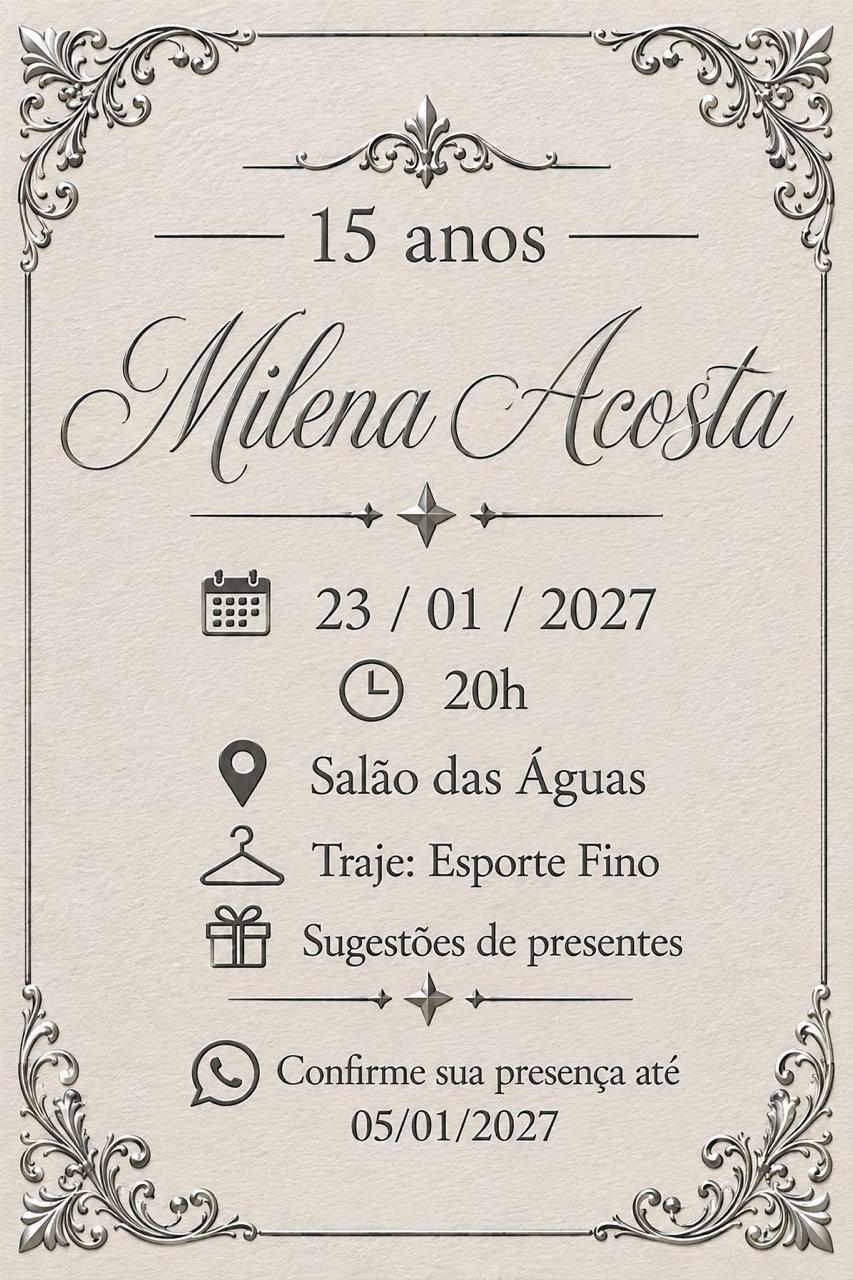 15 anos
Milena Acosta
23 / 01 / 2027
20h
Salão das Águas
Traje: Esporte Fino
Sugestões de presentes
Confirme sua presença até
05/01/2027